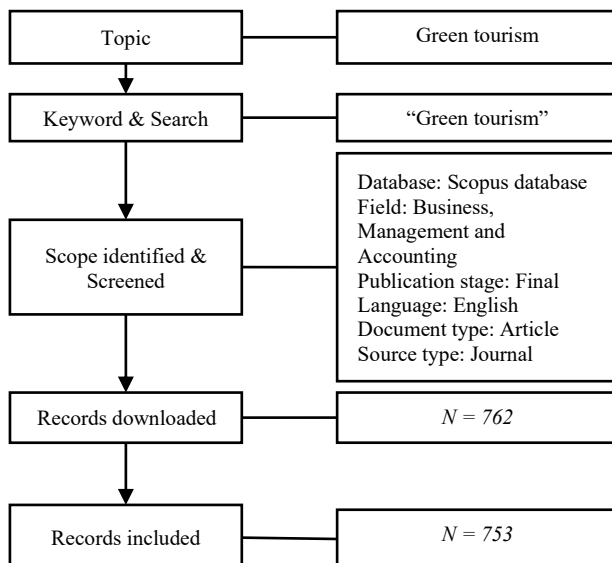 Topic
Green tourism
Keyword & Search
“Green tourism”
Scope identified &
Screened
Database: Scopus database
Field: Business,
Management and
Accounting
Publication stage: Final
Language: English
Document type: Article
Source type: Journal
Records downloaded
N = 762
Records included
N = 753